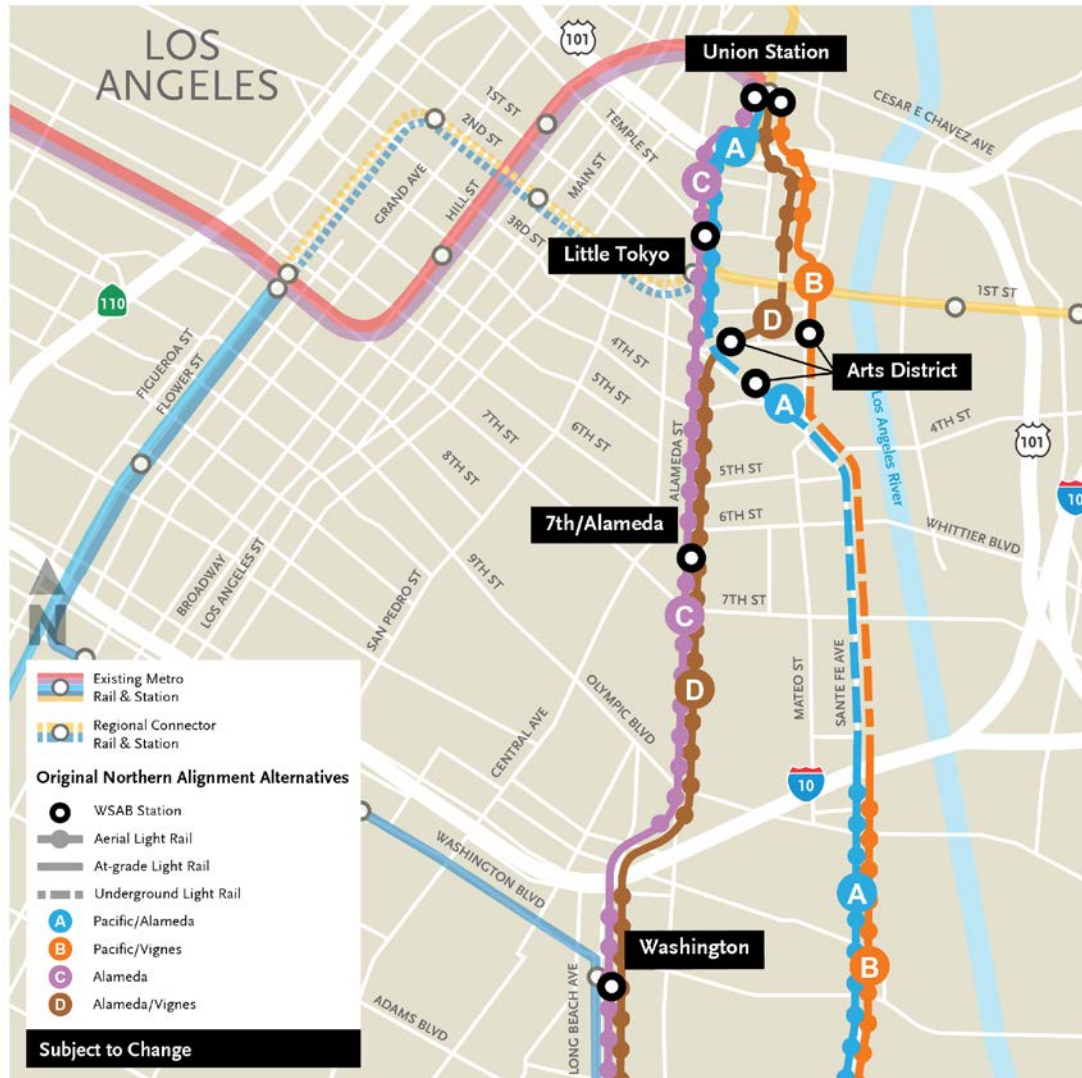 LOS
ANGELES
101
Union Station
CESAR E CHAVEZ AVE
1ST ST
2ND ST
TEMPLE ST
A
C
GRAND AVE
HILL ST
MAIN ST
3RD ST
Little Tokyo
B
110
1ST ST
D
FIGUEROA ST
FLOWER ST
4TH ST
Arts District
5TH ST
A
Los Angeles River
4TH ST
101
7TH ST
6TH ST
ALAMEDA ST
8TH ST
5TH ST
10
7th/Alameda
6TH ST
WHITTIER BLVD
9TH ST
BROADWAY
LOS ANGELES ST
SAN PEDRO ST
7TH ST
C
N
D
MATEO ST
SANTE FE AVE
OLYMPIC BLVD
CENTRAL AVE
10
WASHINGTON BLVD
A
Washington
B
LONG BEACH AVE
ADAMS BLVD
Existing Metro
Rail & Station
Regional Connector
Rail & Station
Original Northern Alignment Alternatives
WSAB Station
Aerial Light Rail
At-grade Light Rail
Underground Light Rail
A Pacific/Alameda
B Pacific/Vignes
C Alameda
D Alameda/Vignes
Subject to Change